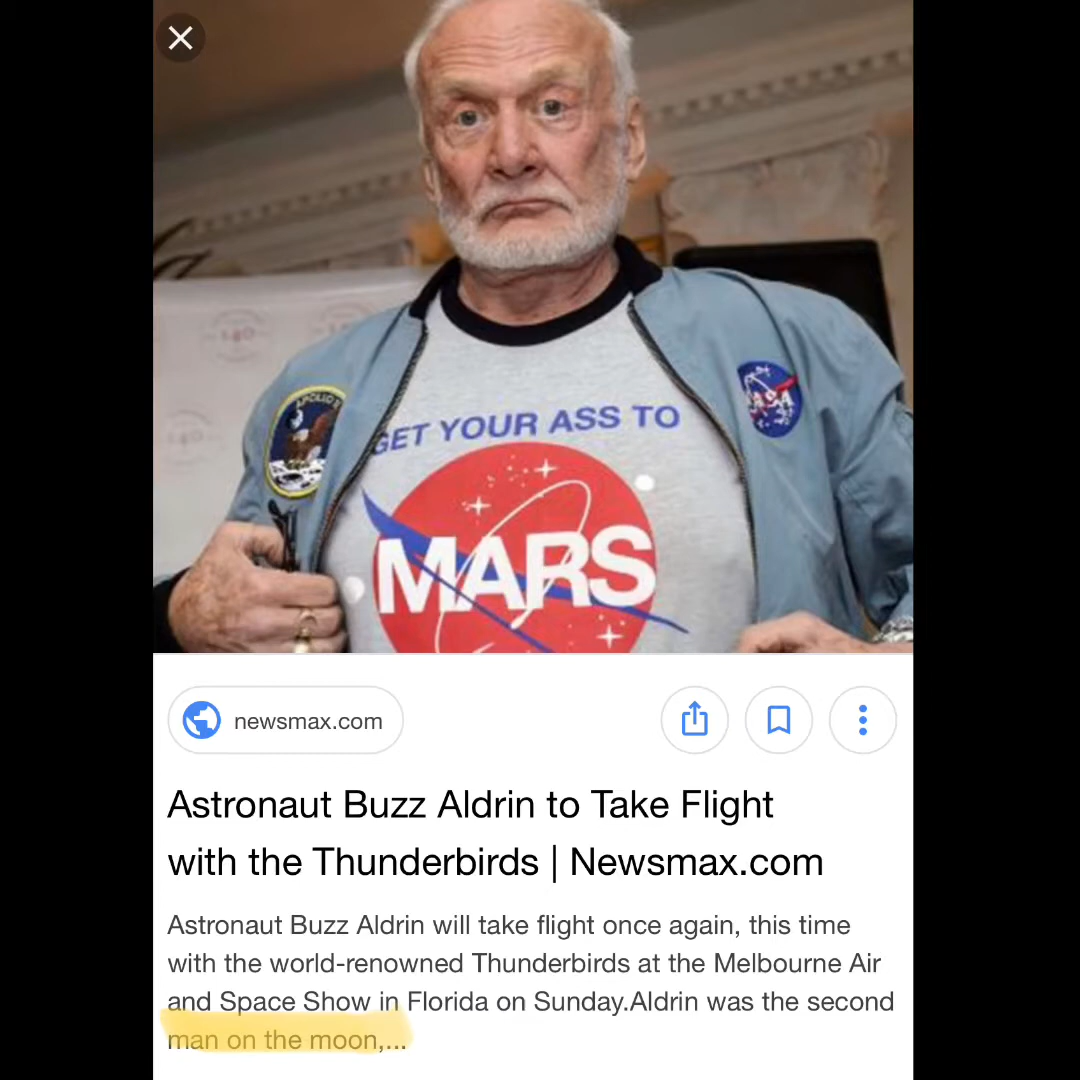 APOLLO
NASA
GET YOUR ASS TO
MARS
newsmax.com
Astronaut Buzz Aldrin to Take Flight
with the Thunderbirds | Newsmax.com
Astronaut Buzz Aldrin will take flight once again, this time
with the world-renowned Thunderbirds at the Melbourne Air
and Space Show in Florida on Sunday.Aldrin was the second
man on the moon,...